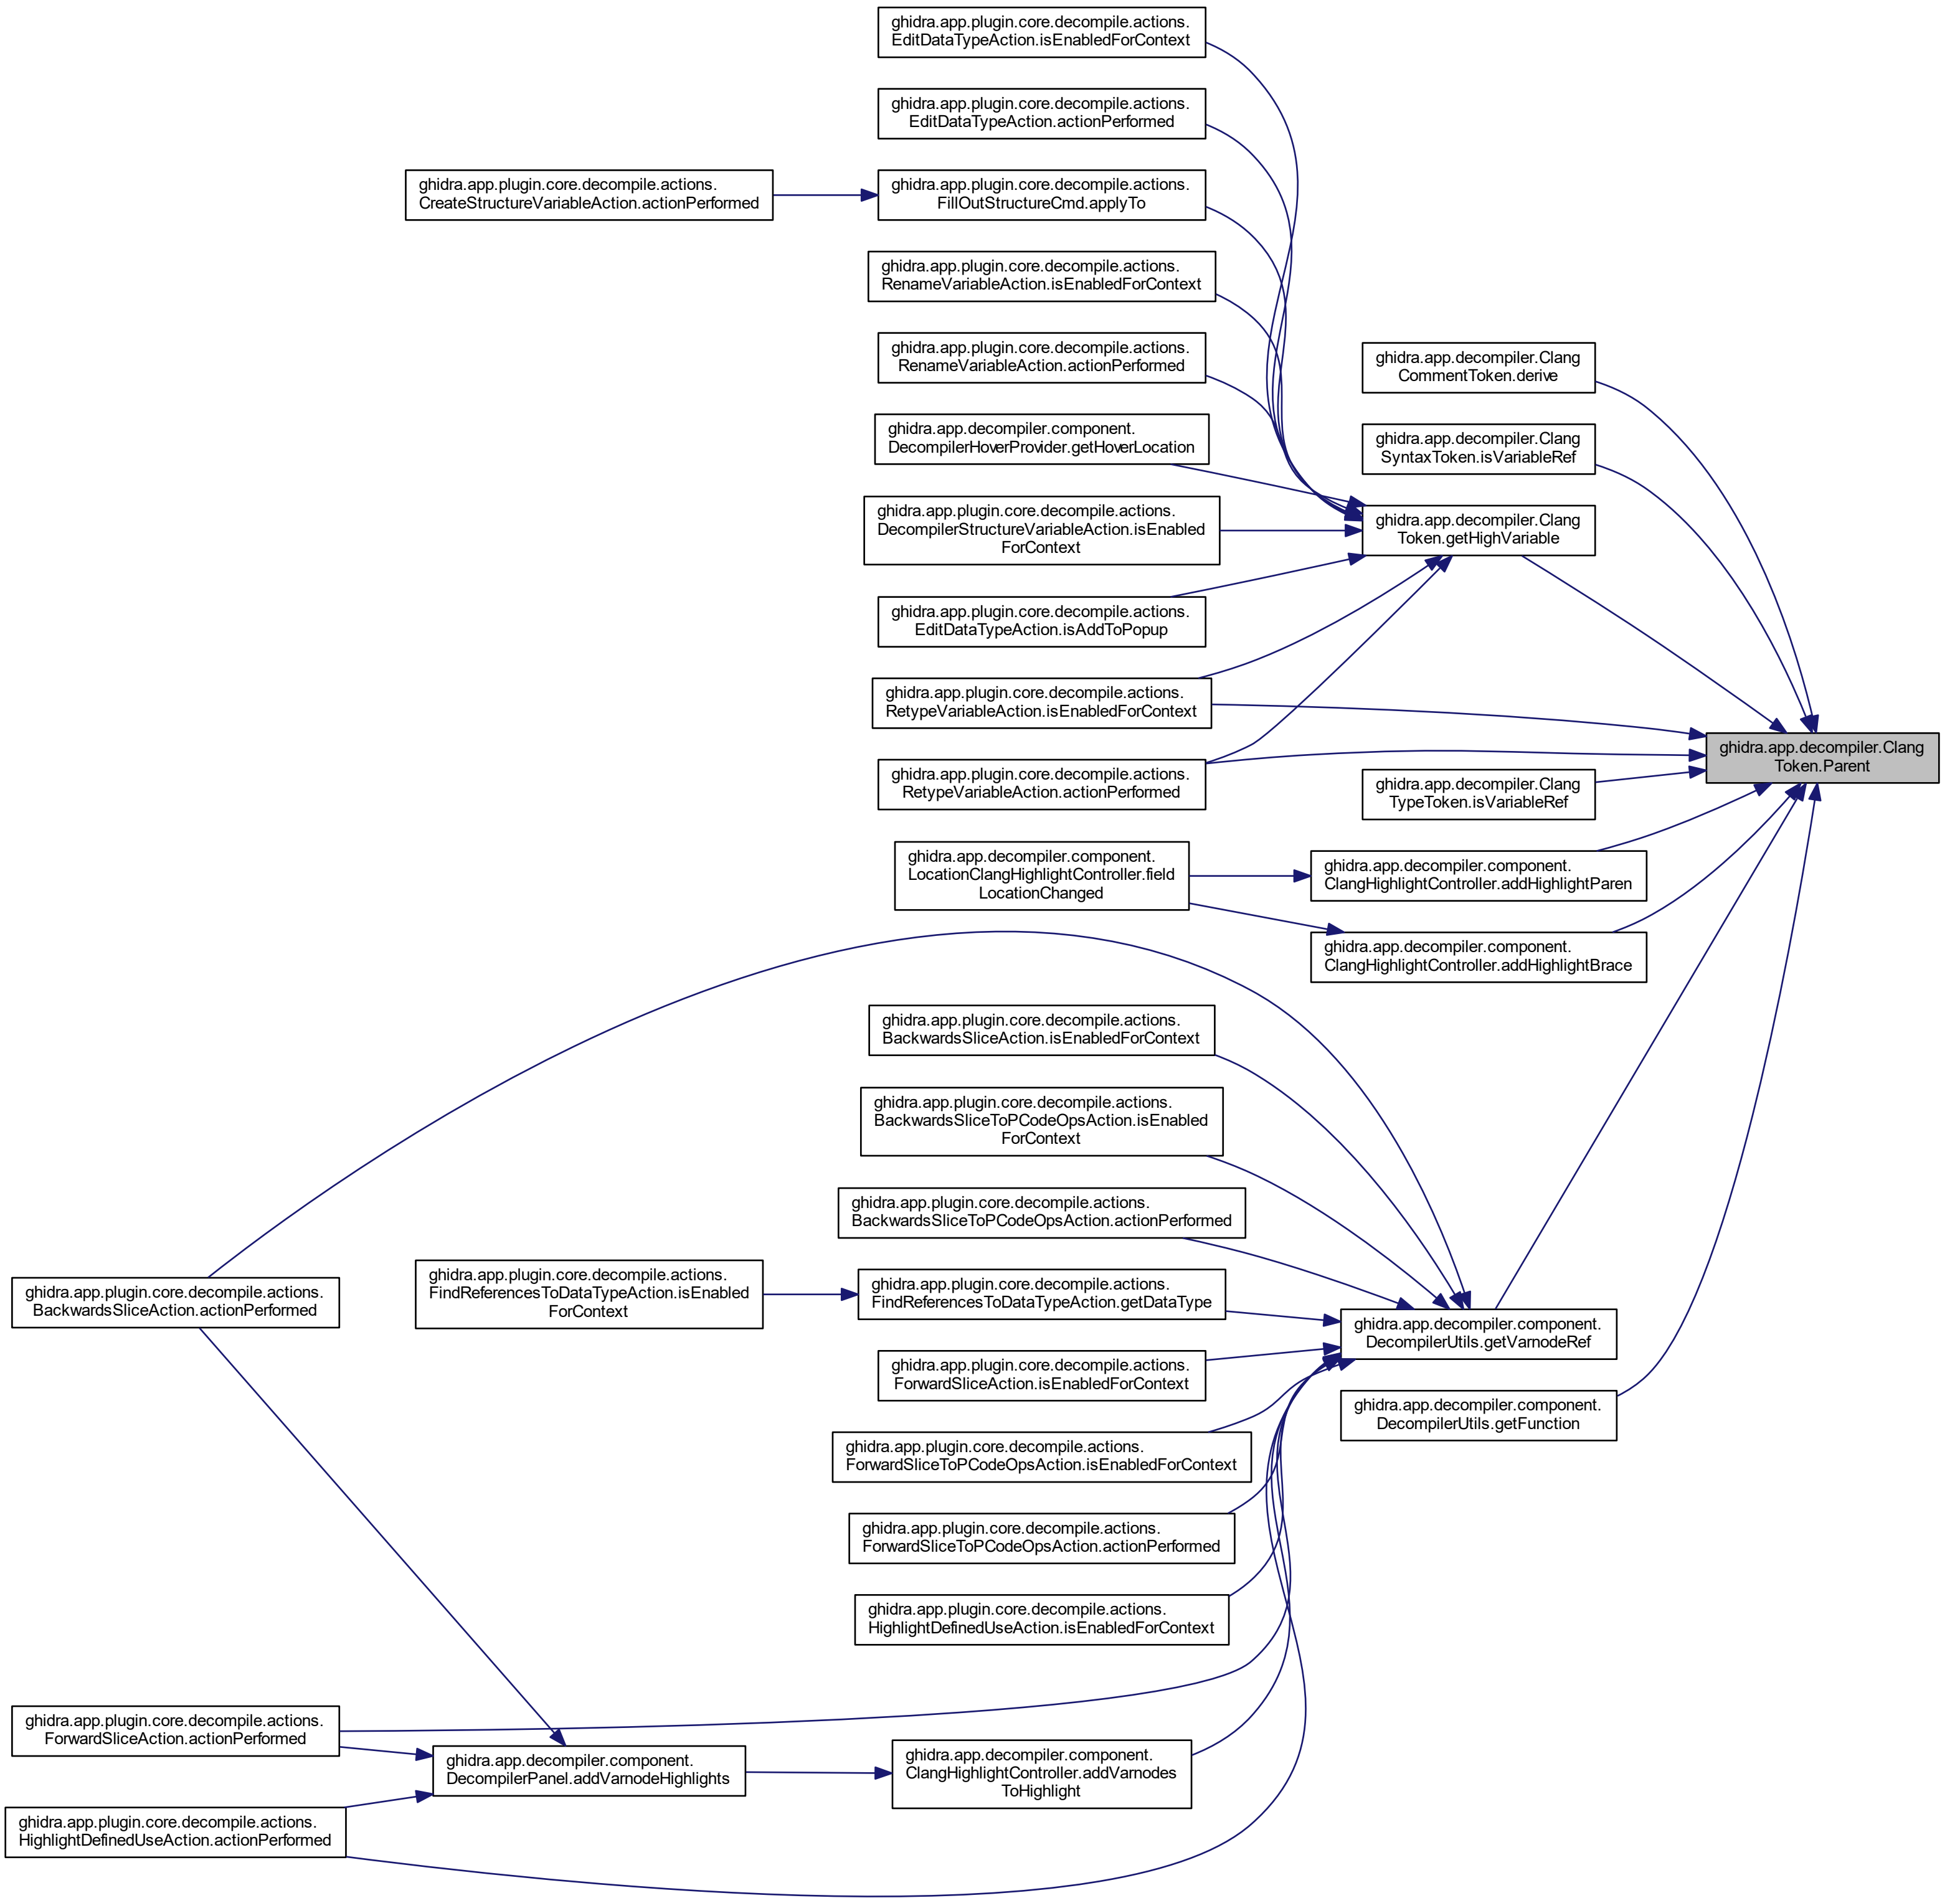 ghidra.app.plugin.core.decompile.actions.
EditDataTypeAction.isEnabledForContext
ghidra.app.plugin.core.decompile.actions.
EditDataTypeAction.actionPerformed
ghidra.app.plugin.core.decompile.actions.
CreateStructureVariableAction.actionPerformed
ghidra.app.plugin.core.decompile.actions.
FillOutStructureCmd.applyTo
ghidra.app.plugin.core.decompile.actions.
RenameVariableAction.isEnabledForContext
ghidra.app.plugin.core.decompile.actions.
RenameVariableAction.actionPerformed
ghidra.app.decompiler.Clang
CommentToken.derive
ghidra.app.decompiler.component.
DecompilerHoverProvider.getHoverLocation
ghidra.app.decompiler.Clang
SyntaxToken.isVariableRef
ghidra.app.plugin.core.decompile.actions.
DecompilerStructureVariableAction.isEnabled
ForContext
ghidra.app.decompiler.Clang
Token.getHighVariable
ghidra.app.plugin.core.decompile.actions.
EditDataTypeAction.isAddToPopup
ghidra.app.plugin.core.decompile.actions.
RetypeVariableAction.isEnabledForContext
ghidra.app.decompiler.Clang
Token.Parent
ghidra.app.plugin.core.decompile.actions.
RetypeVariableAction.actionPerformed
ghidra.app.decompiler.Clang
TypeToken.isVariableRef
ghidra.app.decompiler.component.
LocationClangHighlightController.field
LocationChanged
ghidra.app.decompiler.component.
ClangHighlightController.addHighlightParen
ghidra.app.decompiler.component.
ClangHighlightController.addHighlightBrace
ghidra.app.plugin.core.decompile.actions.
BackwardsSliceAction.isEnabledForContext
ghidra.app.plugin.core.decompile.actions.
BackwardsSliceToPCodeOpsAction.isEnabled
ForContext
ghidra.app.plugin.core.decompile.actions.
BackwardsSliceToPCodeOpsAction.actionPerformed
ghidra.app.plugin.core.decompile.actions.
BackwardsSliceAction.actionPerformed
ghidra.app.plugin.core.decompile.actions.
FindReferencesToDataTypeAction.isEnabled
ForContext
ghidra.app.plugin.core.decompile.actions.
FindReferencesToDataTypeAction.getDataType
ghidra.app.decompiler.component.
DecompilerUtils.getVarnodeRef
ghidra.app.plugin.core.decompile.actions.
ForwardSliceAction.isEnabledForContext
ghidra.app.decompiler.component.
DecompilerUtils.getFunction
ghidra.app.plugin.core.decompile.actions.
ForwardSliceToPCodeOpsAction.isEnabledForContext
ghidra.app.plugin.core.decompile.actions.
ForwardSliceToPCodeOpsAction.actionPerformed
ghidra.app.plugin.core.decompile.actions.
HighlightDefinedUseAction.isEnabledForContext
ghidra.app.plugin.core.decompile.actions.
ForwardSliceAction.actionPerformed
ghidra.app.decompiler.component.
DecompilerPanel.addVarnodeHighlights
ghidra.app.decompiler.component.
ClangHighlightController.addVarnodes
ToHighlight
ghidra.app.plugin.core.decompile.actions.
HighlightDefinedUseAction.actionPerformed